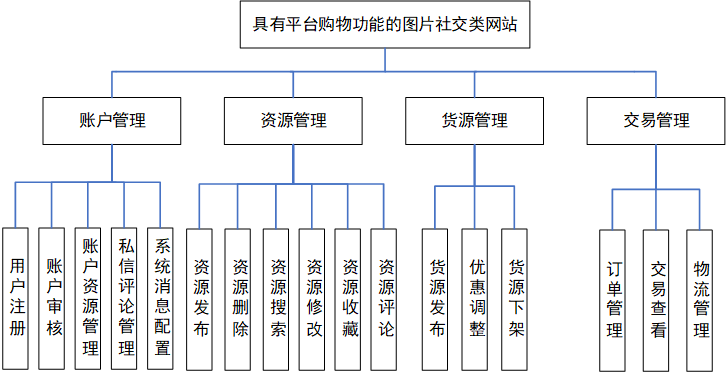 具有平台购物功能的图片社交类网站
账户管理
资源管理
货源管理
交易管理
用户注册
账户审核
账户资源管理
私信评论管理
系统消息配置
资源发布
资源删除
资源搜索
资源修改
资源收藏
资源评论
货源发布
优惠调整
货源下架
订单管理
交易查看
物流管理